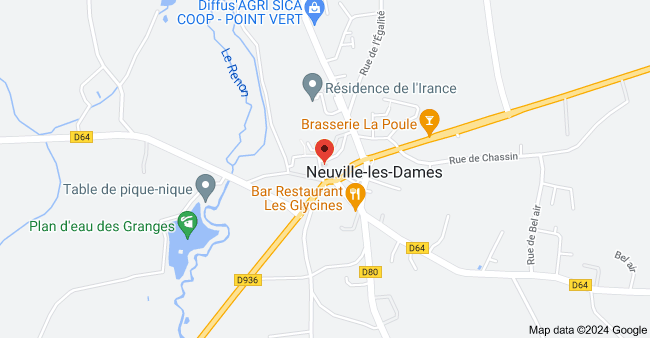 Diffus'AGRI SICA
COOP - POINT VERT
Rue de l'Égalité
Le Renon
Résidence de l'Irance
Brasserie La Poule
D64
Rue de Chassin
Neuville-les-Dames
Table de pique-nique
Bar Restaurant
Les Glycines
Plan d'eau des Granges
Rue de Bel air
D64
Bel air
D80
D936
D64
Map data ©2024 Google